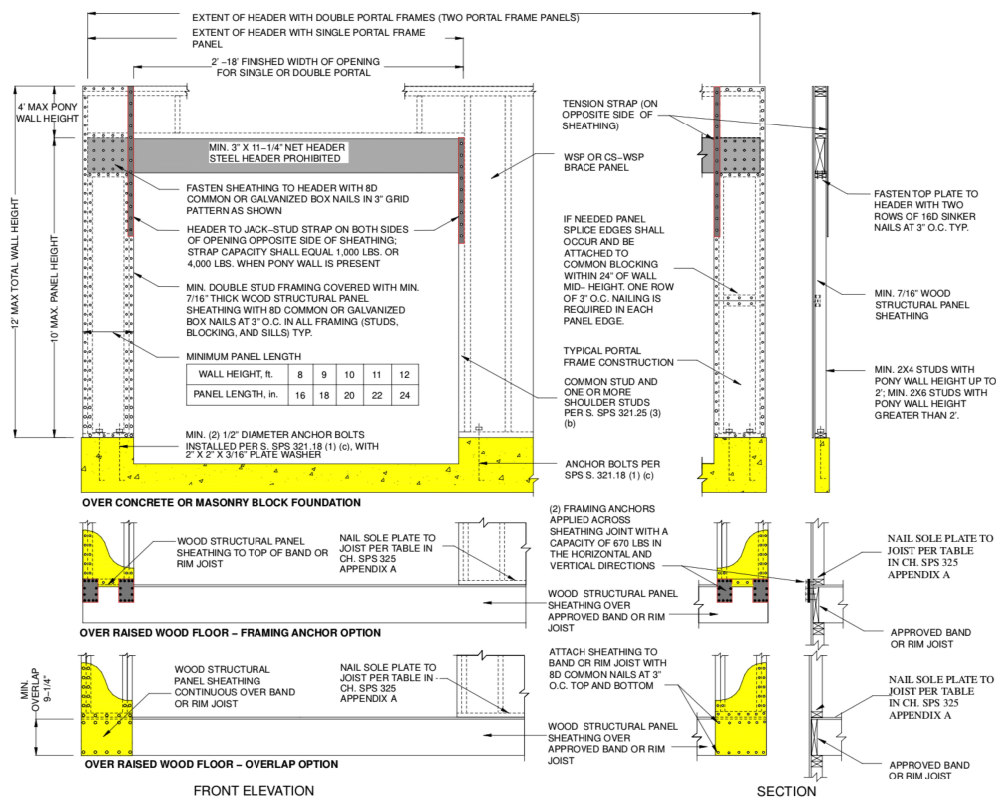 EXTENT OF HEADER WITH DOUBLE PORTAL FRAMES (TWO PORTAL FRAME PANELS)
EXTENT OF HEADER WITH SINGLE PORTAL FRAME
PANEL
2' –18' FINISHED WIDTH OF OPENING
FOR SINGLE OR DOUBLE PORTAL
4' MAX PONY
WALL HEIGHT
12' MAX TOTAL WALL HEIGHT
10' MAX. PANEL HEIGHT
MIN. 3" X 11–1/4" NET HEADER
STEEL HEADER PROHIBITED
FASTEN SHEATHING TO HEADER WITH 8D
COMMON OR GALVANIZED BOX NAILS IN 3" GRID
PATTERN AS SHOWN
HEADER TO JACK–STUD STRAP ON BOTH SIDES
OF OPENING OPPOSITE SIDE OF SHEATHING;
STRAP CAPACITY SHALL EQUAL 1,000 LBS. OR
4,000 LBS. WHEN PONY WALL IS PRESENT
MIN. DOUBLE STUD FRAMING COVERED WITH MIN.
7/16" THICK WOOD STRUCTURAL PANEL
SHEATHING WITH 8D COMMON OR GALVANIZED
BOX NAILS AT 3" O.C. IN ALL FRAMING (STUDS,
BLOCKING, AND SILLS) TYP.
MINIMUM PANEL LENGTH
WALL HEIGHT, ft. 8 9 10 11 12
PANEL LENGTH, in. 16 18 20 22 24
MIN. (2) 1/2" DIAMETER ANCHOR BOLTS
INSTALLED PER S. SPS 321.18 (1) (c), WITH
2" X 2" X 3/16" PLATE WASHER
TENSION STRAP (ON
OPPOSITE SIDE OF
SHEATHING)
WSP OR CS–WSP
BRACE PANEL
IF NEEDED PANEL
SPLICE EDGES SHALL
OCCUR AND BE
ATTACHED TO
COMMON BLOCKING
WITHIN 24" OF WALL
MID– HEIGHT. ONE ROW
OF 3" O.C. NAILING IS
REQUIRED IN EACH
PANEL EDGE.
TYPICAL PORTAL
FRAME CONSTRUCTION
COMMON STUD AND
ONE OR MORE
SHOULDER STUDS
PER S. SPS 321.25 (3)
(b)
ANCHOR BOLTS PER
SPS S. 321.18 (1) (c)
FASTEN TOP PLATE TO
HEADER WITH TWO
ROWS OF 16D SINKER
NAILS AT 3" O.C. TYP.
MIN. 7/16" WOOD
STRUCTURAL PANEL
SHEATHING
MIN. 2X4 STUDS WITH
PONY WALL HEIGHT UP TO
2'; MIN. 2X6 STUDS WITH
PONY WALL HEIGHT
GREATER THAN 2'.
OVER CONCRETE OR MASONRY BLOCK FOUNDATION
WOOD STRUCTURAL PANEL
SHEATHING TO TOP OF BAND OR
RIM JOIST
NAIL SOLE PLATE TO
JOIST PER TABLE IN
CH. SPS 325
APPENDIX A
(2) FRAMING ANCHORS
APPLIED ACROSS
SHEATHING JOINT WITH A
CAPACITY OF 670 LBS IN
THE HORIZONTAL AND
VERTICAL DIRECTIONS
WOOD STRUCTURAL PANEL
SHEATHING OVER
APPROVED BAND OR RIM
JOIST
NAIL SOLE PLATE TO
JOIST PER TABLE
IN CH. SPS 325
APPENDIX A
APPROVED BAND
OR RIM JOIST
OVER RAISED WOOD FLOOR – FRAMING ANCHOR OPTION
MIN.
OVERLAP
9–1/4"
WOOD STRUCTURAL
PANEL SHEATHING
CONTINUOUS OVER BAND
OR RIM JOIST
NAIL SOLE PLATE TO
JOIST PER TABLE IN
CH. SPS 325
APPENDIX A
ATTACH SHEATHING TO
BAND OR RIM JOIST WITH
8D COMMON NAILS AT 3"
O.C. TOP AND BOTTOM
WOOD STRUCTURAL PANEL
SHEATHING OVER
APPROVED BAND OR RIM
JOIST
NAIL SOLE PLATE TO
JOIST PER TABLE
IN CH. SPS 325
APPENDIX A
APPROVED BAND
OR RIM JOIST
OVER RAISED WOOD FLOOR – OVERLAP OPTION
FRONT ELEVATION
SECTION